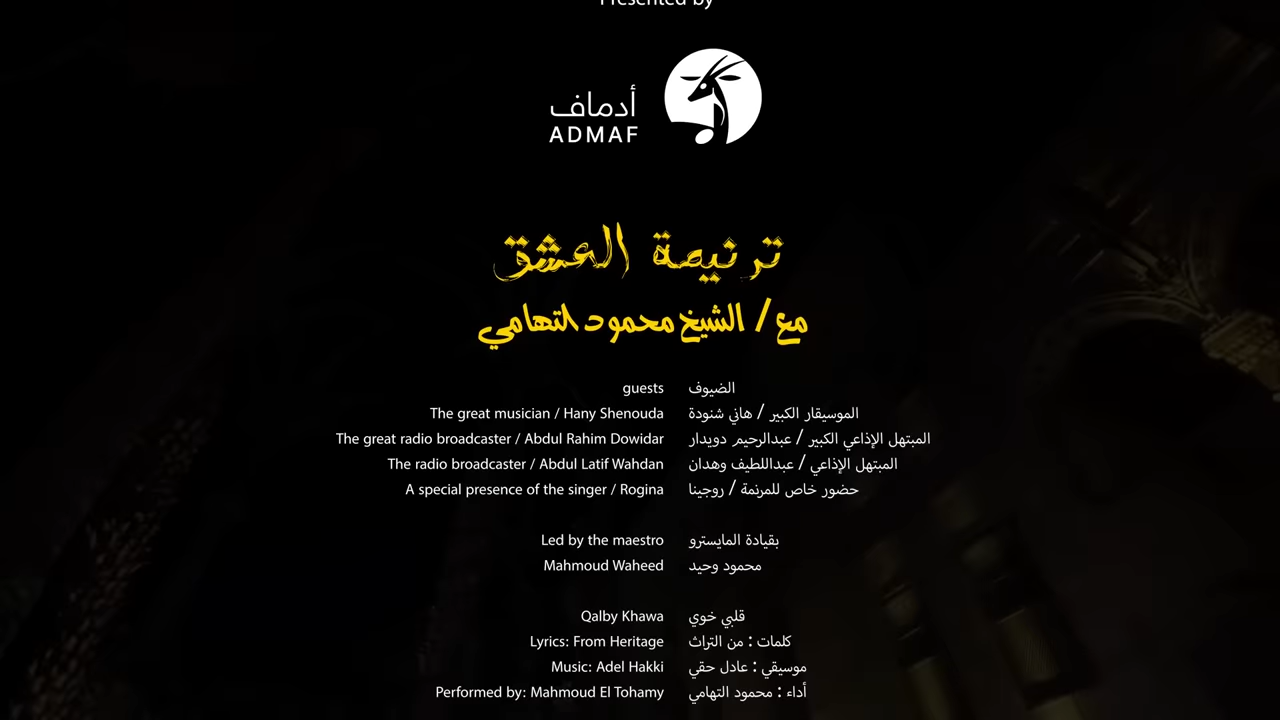 Presented by
أدماف
ADMAF
ترنيمة العشق
مع / الشيخ محمود التهامي
guests الضيوف
The great musician / Hany Shenouda الموسيقار الكبير / هاني شنودة
The great radio broadcaster / Abdul Rahim Dowidar المبتهل الإذاعي الكبير / عبدالرحيم دويدار
The radio broadcaster / Abdul Latif Wahdan المبتهل الإذاعي / عبداللطيف وهدان
A special presence of the singer / Rogina حضور خاص للمرنمة / روجينا
Led by the maestro بقيادة المايسترو
Mahmoud Waheed محمود وحيد
Qalby Khawa قلبي خوي
Lyrics: From Heritage كلمات : من التراث
Music: Adel Hakki موسيقي : عادل حقي
Performed by: Mahmoud El Tohamy أداء : محمود التهامي